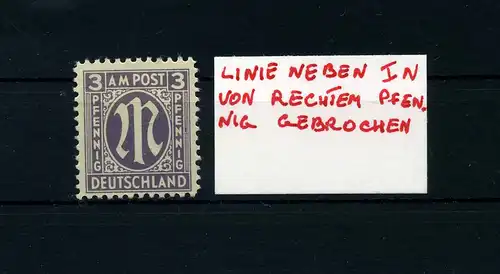 3 AM POST 3
PFENNIG
M
PFENNIG
DEUTSCHLAND
LINIE NEBEN IN
VON RECHTEM PFEN.
NIG GEBROCHEN